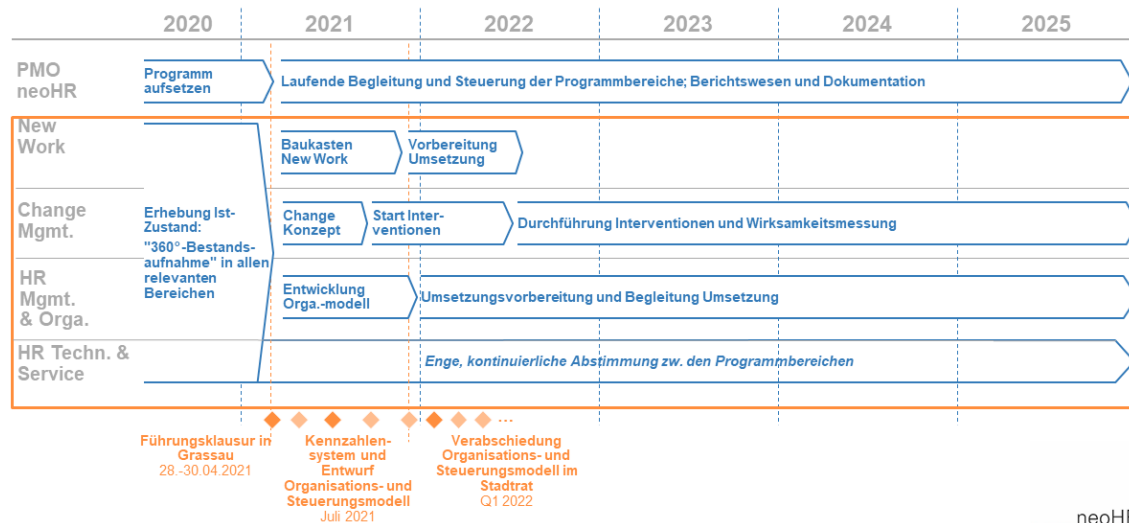 2020 2021 2022 2023 2024 2025
PMO
neoHR
Programm
aufsetzen
Laufende Begleitung und Steuerung der Programmbereiche; Berichtswesen und Dokumentation
New
Work
Baukasten
New Work
Vorbereitung
Umsetzung
Erhebung Ist-
Zustand:
"360°-Bestands-
aufnahme" in allen
relevanten
Bereichen
Change
Mgmt.
Change
Konzept
Start Inter-
ventionen
Durchführung Interventionen und Wirksamkeitsmessung
HR
Mgmt.
& Orga.
Entwicklung
Orga.-modell
Umsetzungsvorbereitung und Begleitung Umsetzung
HR Techn. &
Service
Enge, kontinuierliche Abstimmung zw. den Programmbereichen
...
Führungsklausur in
Grassau
28.-30.04.2021
Kennzahlen-
system und
Entwurf
Organisations- und
Steuerungsmodell
Juli 2021
Verabschiedung
Organisations- und
Steuerungsmodell im
Stadtrat
Q1 2022
neoHR